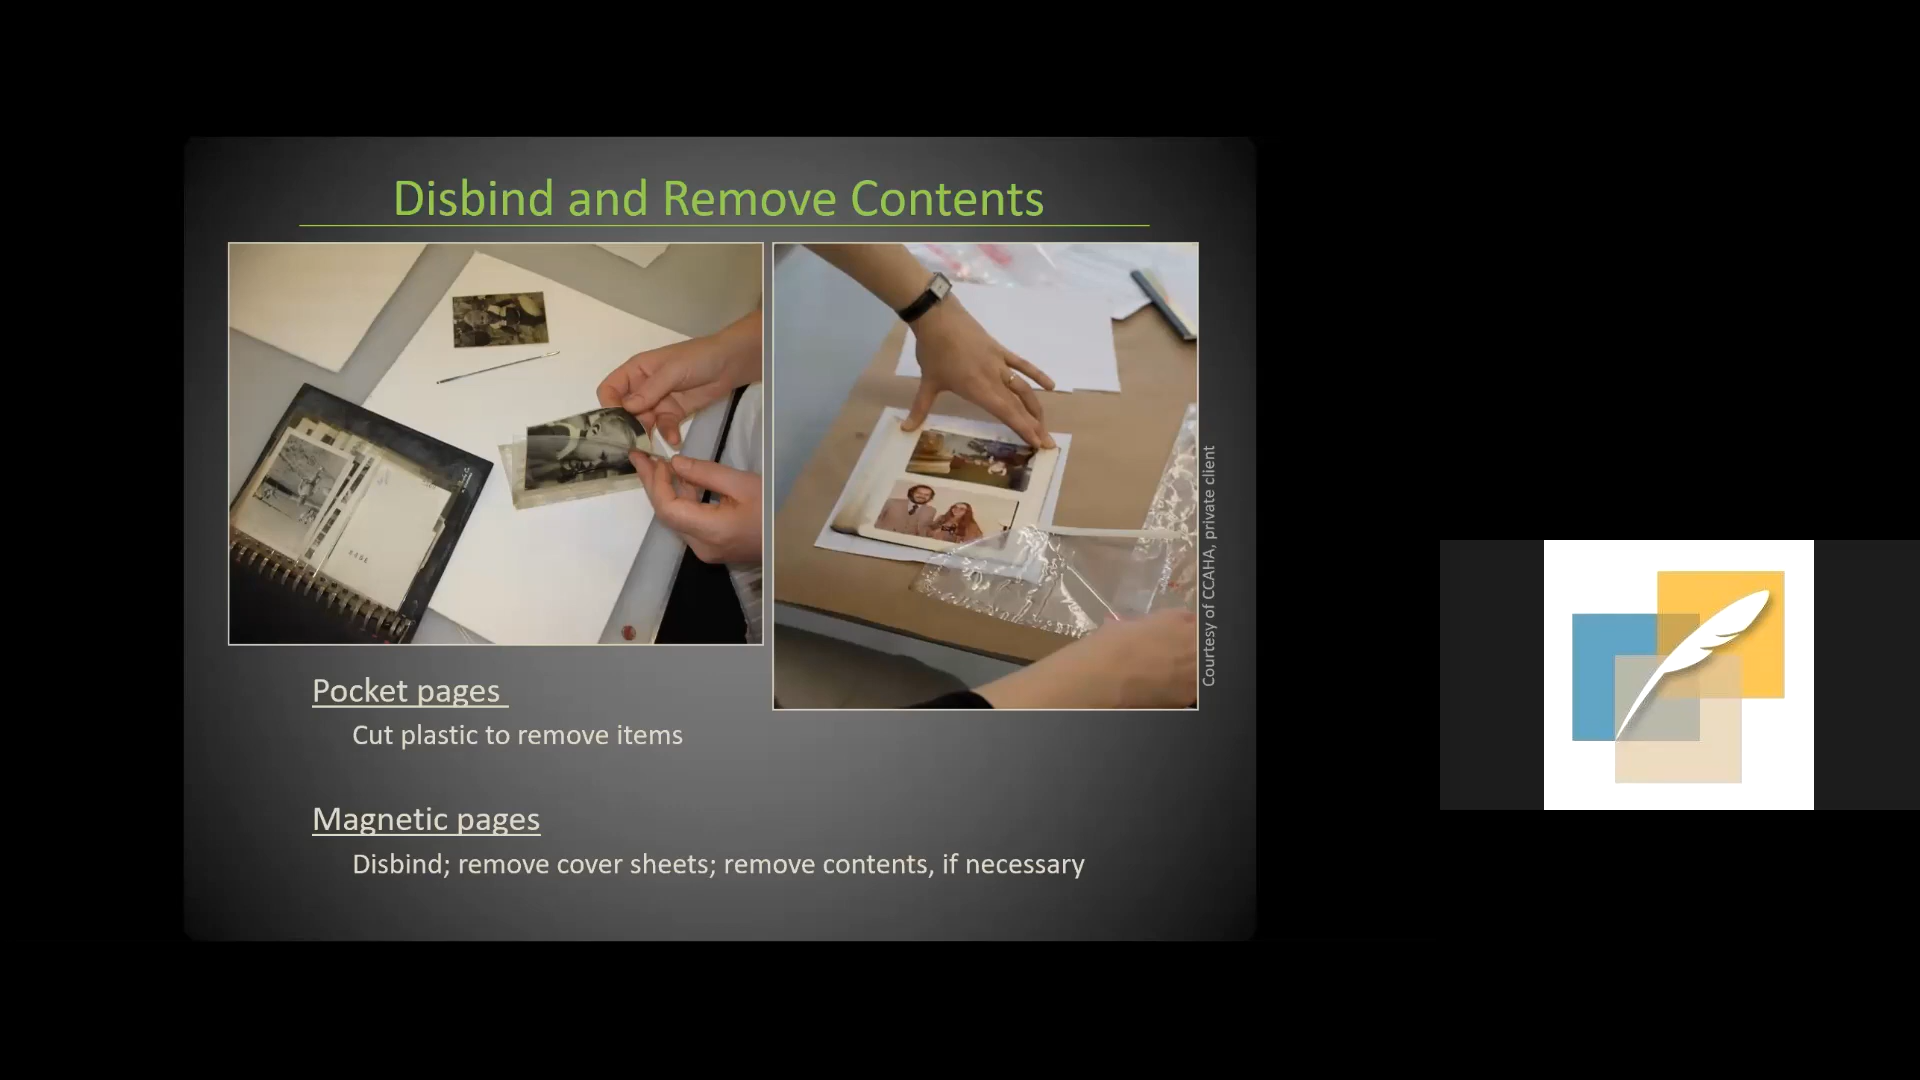 Disbind and Remove Contents
Courtesy of CCAHA, private client
Pocket pages
Cut plastic to remove items
Magnetic pages
Disbind; remove cover sheets; remove contents, if necessary